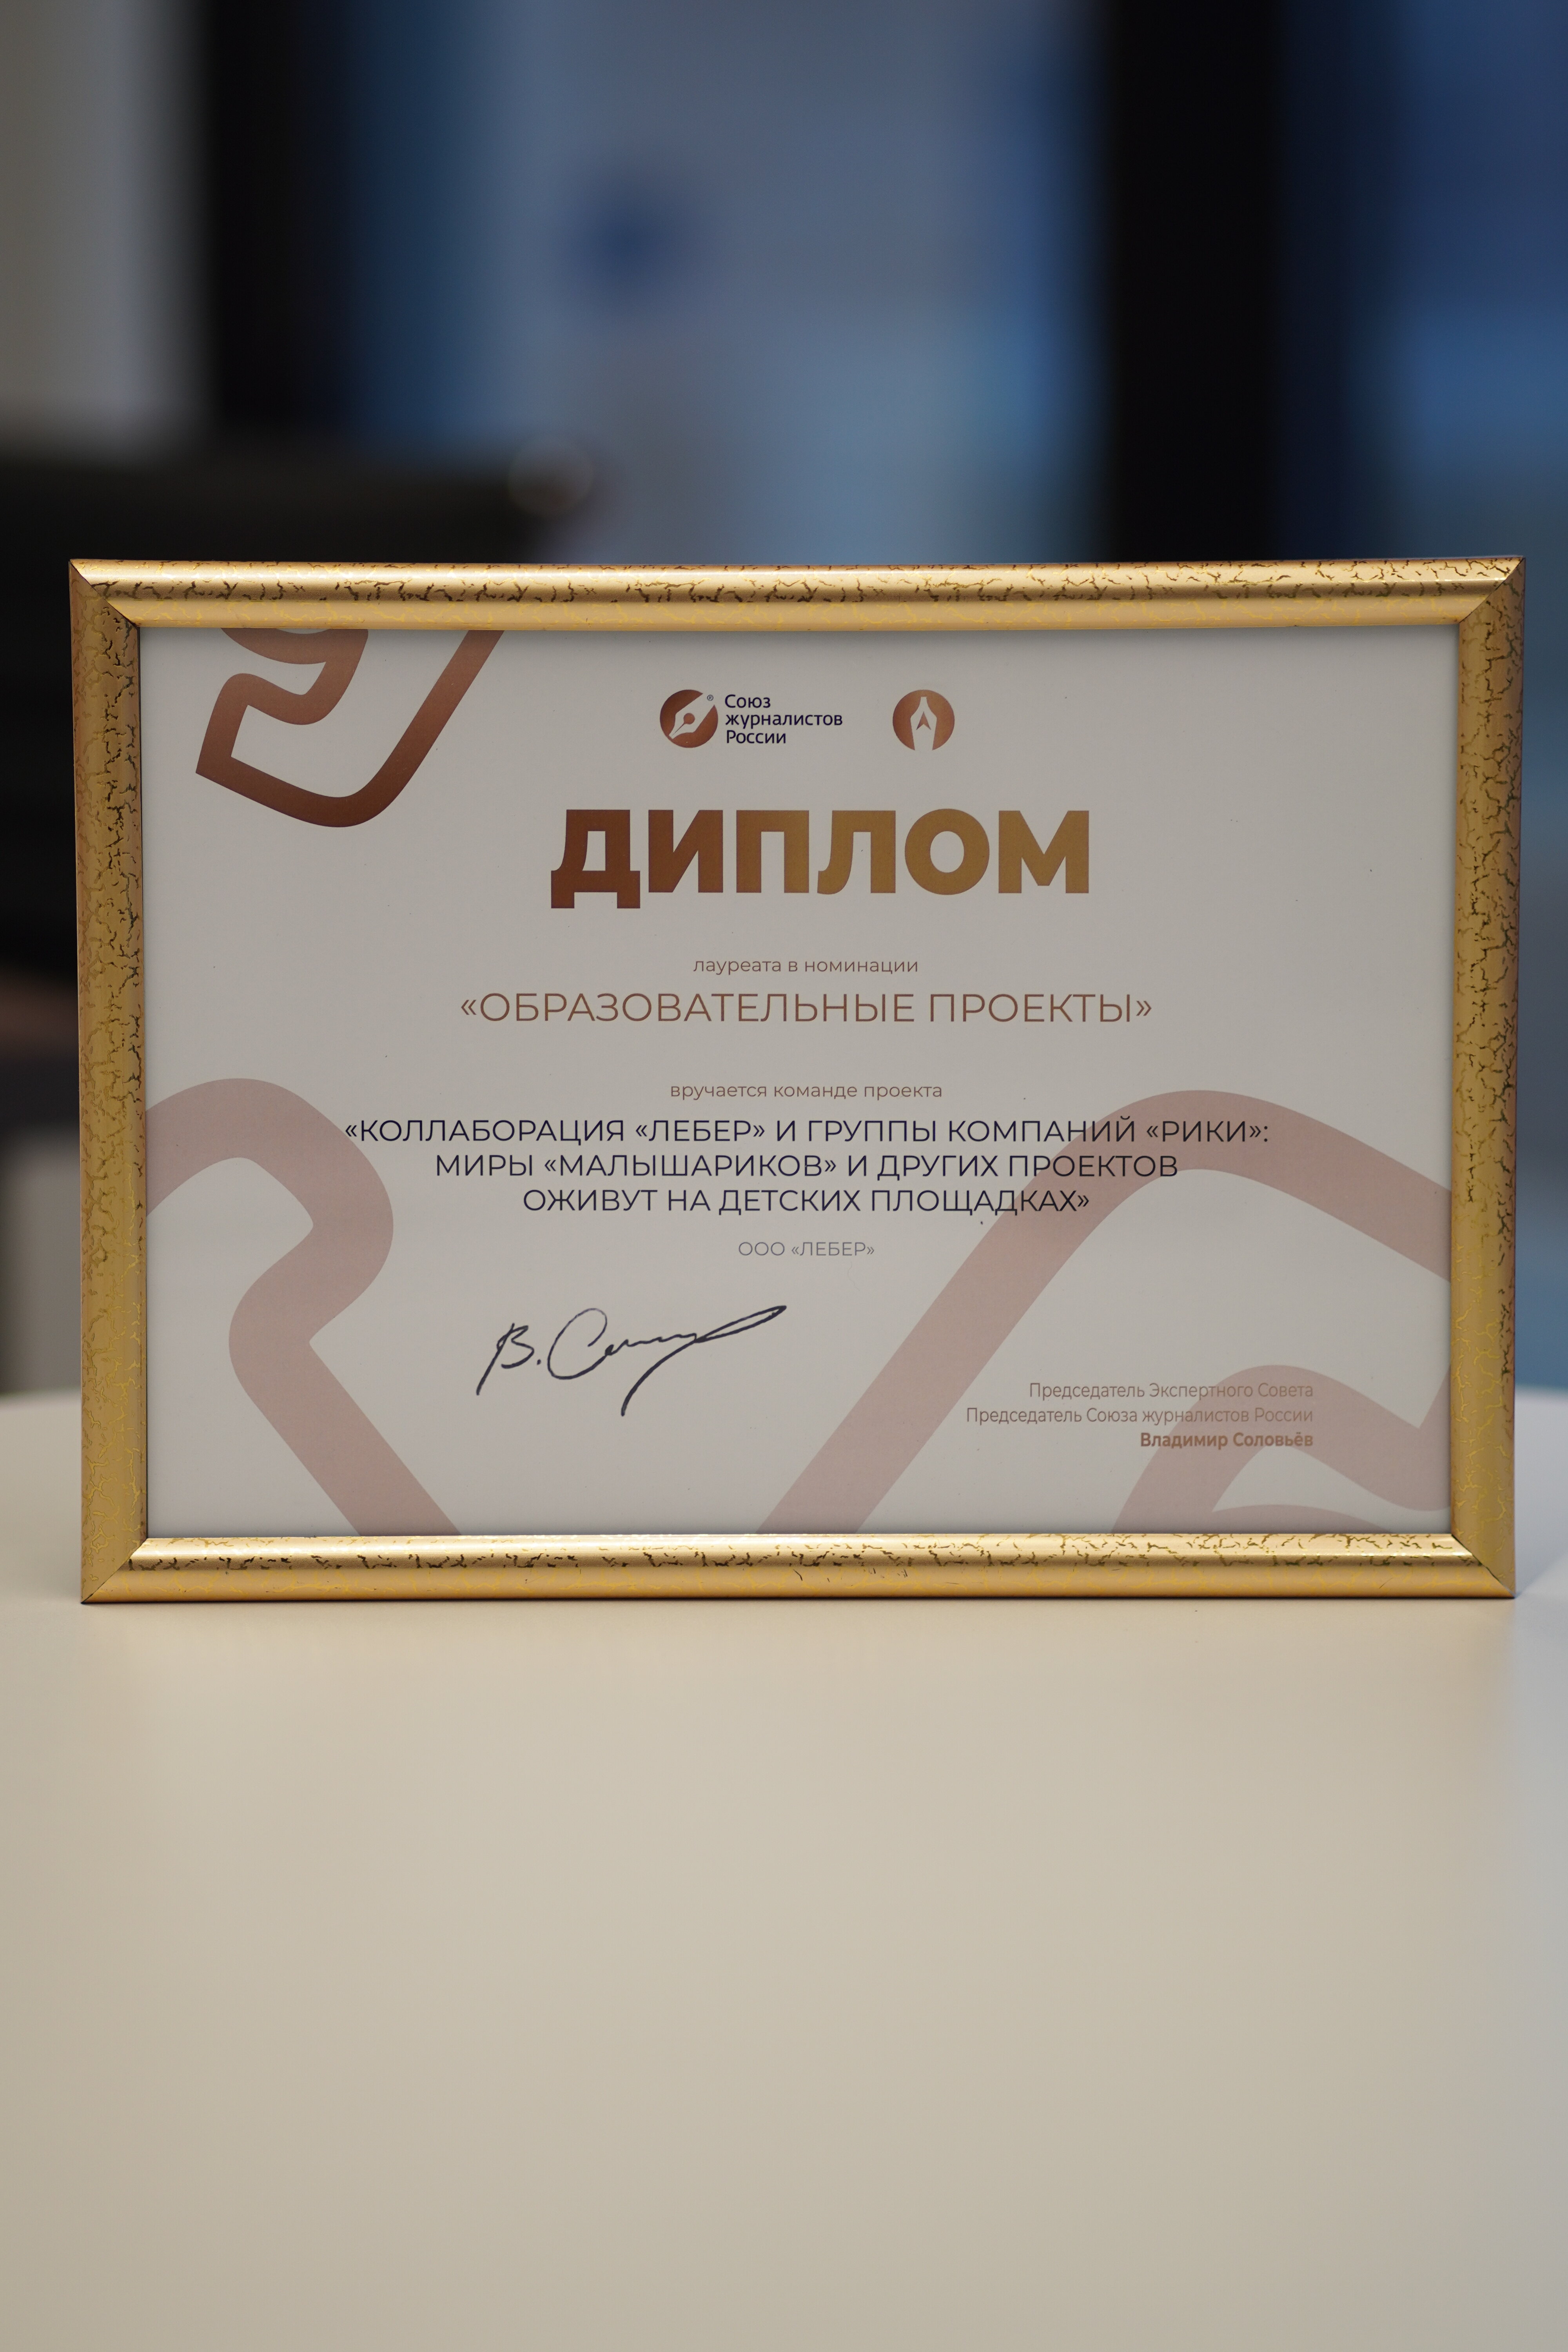 Союз
журналистов
России
ДИПЛОМ
лауреата в номинации
«ОБРАЗОВАТЕЛЬНЫЕ ПРОЕКТЫ»
вручается команде проекта
«КОЛЛАБОРАЦИЯ «ЛЕБЕР» И ГРУППЫ КОМПАНИЙ «РИКИ»:
МИРЫ «МАЛЫШАРИКОВ» И ДРУГИХ ПРОЕКТОВ
ОЖИВУТ НА ДЕТСКИХ ПЛОЩАДКАХ»
ООО «ЛЕБЕР»
Председатель Экспертного Совета
Председатель Союза журналистов России
Владимир Соловьёв